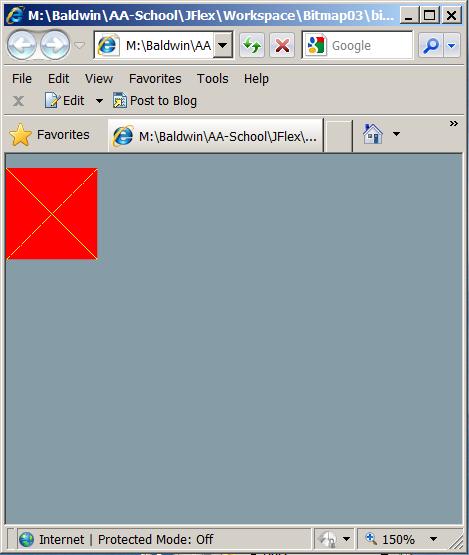 M:\Baldwin\AA-School\JFlex\Workspace\Bitmap03\bi...
M:\Baldwin\AA
Google
File Edit View Favorites Tools Help
x Edit Post to Blog
Favorites M:\Baldwin\AA-School\JFlex\... »
Internet | Protected Mode: Off 150%